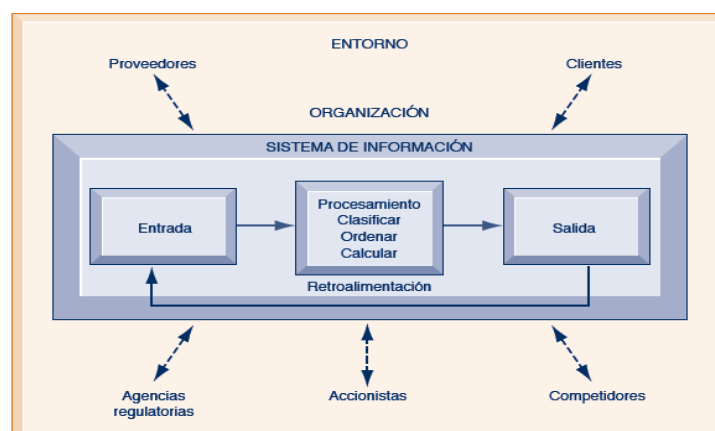 ENTORNO
Proveedores
Clientes
ORGANIZACIÓN
SISTEMA DE INFORMACIÓN
Entrada
Procesamiento
Clasificar
Ordenar
Calcular
Salida
Retroalimentación
Agencias
regulatorias
Accionistas
Competidores